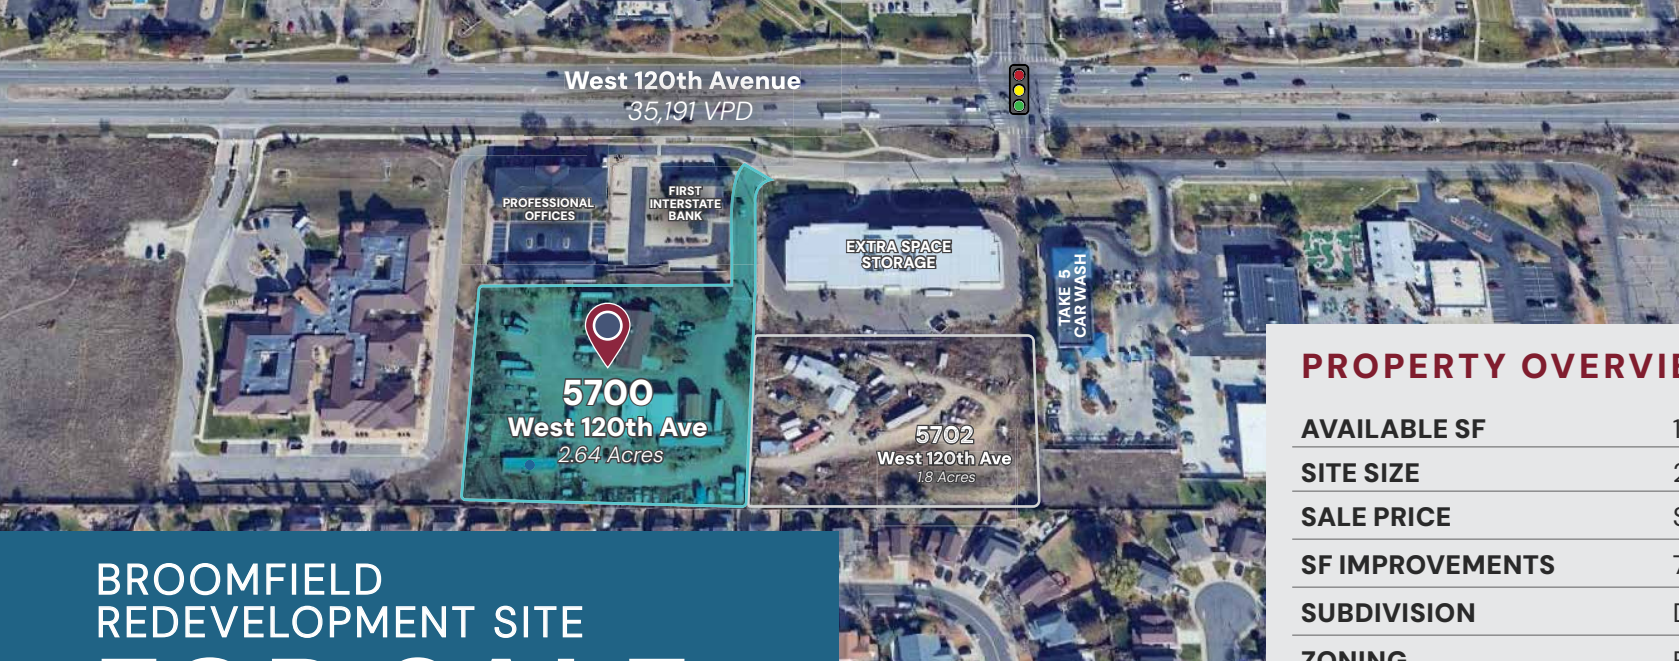 West 120th Avenue
35,191 VPD
PROFESSIONAL
OFFICES
FIRST
INTERSTATE
BANK
EXTRA SPACE
STORAGE
TAKE 5
CAR WASH
5700
West 120th Ave
2.64 Acres
5702
West 120th Ave
1.8 Acres
BROOMFIELD
REDEVELOPMENT SITE
PROPERTY
AVAILABLE SF
SITE SIZE
SALE PRICE
SF IMPROVEMENTS
SUBDIVISION
ZONING